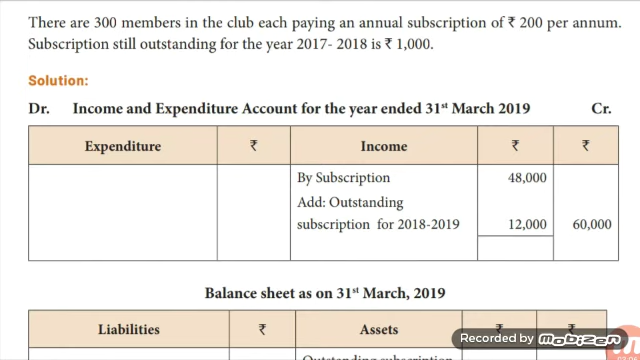 There are 300 members in the club each paying an annual subscription of ₹ 200 per annum.
Subscription still outstanding for the year 2017- 2018 is ₹ 1,000.
Solution:
Dr. Income and Expenditure Account for the year ended 31st March 2019 Cr.
Expenditure ₹ Income ₹ ₹
By Subscription 48,000
Add: Outstanding
subscription for 2018-2019 12,000 60,000
Balance sheet as on 31st March, 2019
Liabilities ₹ Assets ₹ ₹
Recorded by mobizen
Outstanding subscription